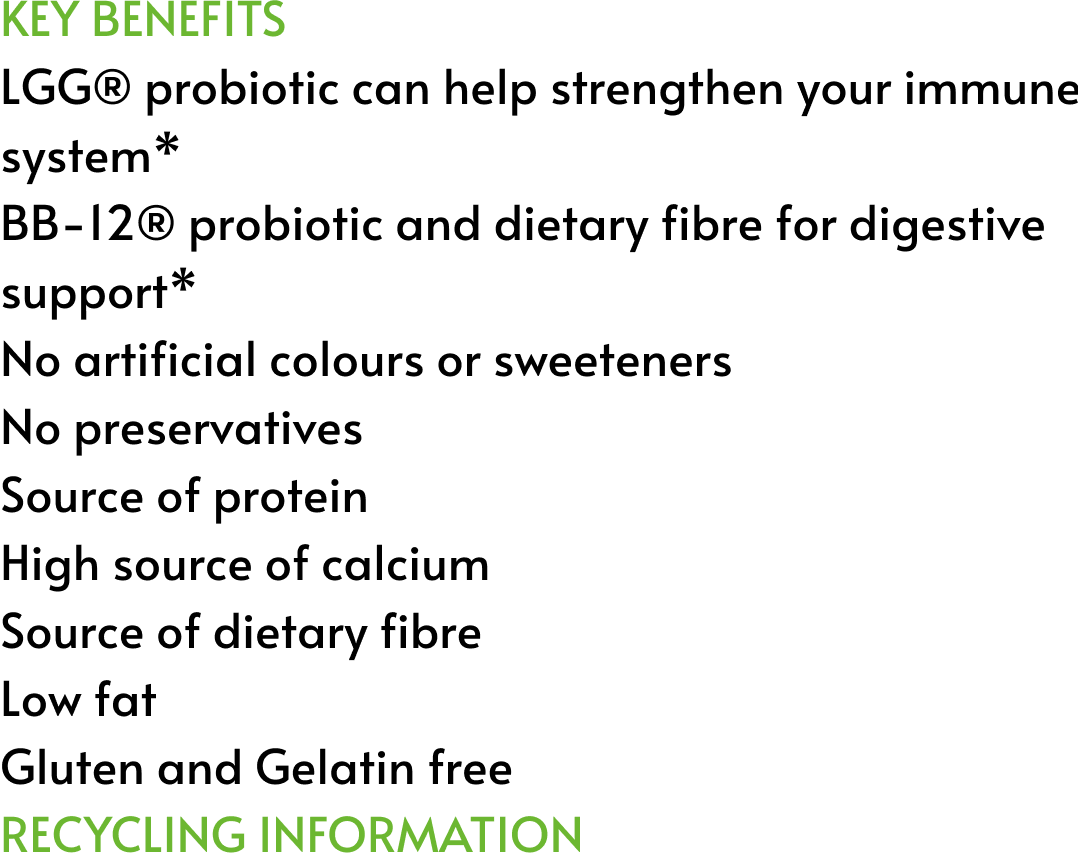 KEY BENEFITS
LGG® probiotic can help strengthen your immune
system*
BB-12® probiotic and dietary fibre for digestive
support*
No artificial colours or sweeteners
No preservatives
Source of protein
High source of calcium
Source of dietary fibre
Low fat
Gluten and Gelatin free
RECYCLING INFORMATION